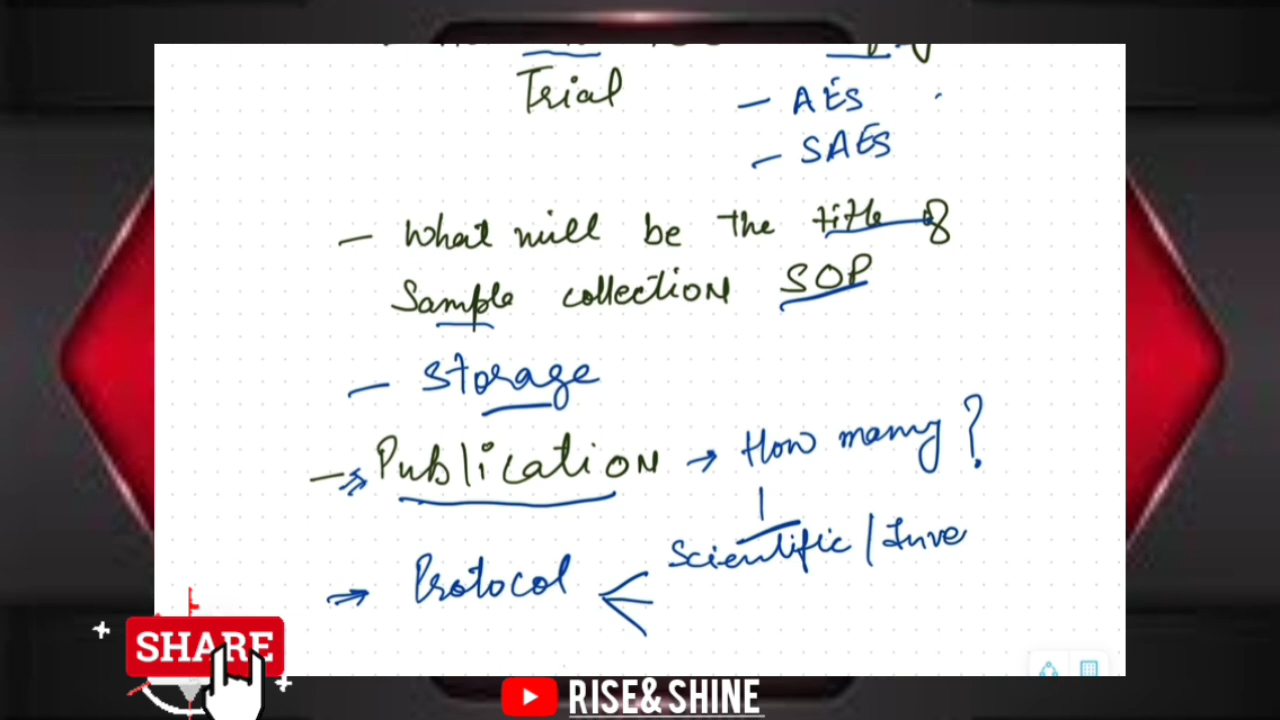 Trial
– AES
– SAES
– What will be the title of
Sample collection SOP
– Storage
– Publication → How many?
Scientific / Inve
→ Protocol
SHARE
RISE& SHINE